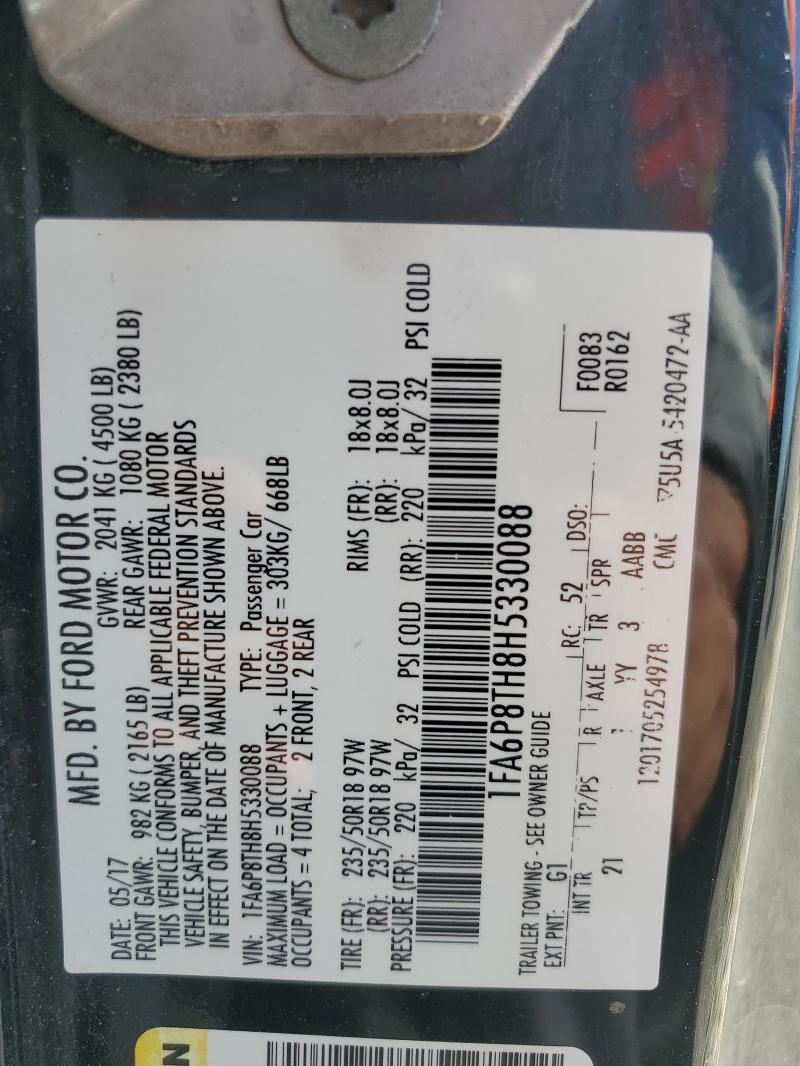 MFD. BY FORD MOTOR CO.
DATE: 05/17 GVWR: 2041 KG ( 4500 LB)
FRONT GAWR: 982 KG ( 2165 LB) REAR GAWR: 1080 KG ( 2380 LB)
THIS VEHICLE CONFORMS TO ALL APPLICABLE FEDERAL MOTOR
VEHICLE SAFETY, BUMPER, AND THEFT PREVENTION STANDARDS
IN EFFECT ON THE DATE OF MANUFACTURE SHOWN ABOVE.
VIN: 1FA6P8TH8H5330088 TYPE: Passenger Car
MAXIMUM LOAD = OCCUPANTS + LUGGAGE = 303KG/ 668LB
OCCUPANTS = 4 TOTAL; 2 FRONT, 2 REAR
TIRE (FR): 235/50R18 97W RIMS (FR): 18x8.0J
(RR): 235/50R18 97W (RR): 18x8.0J
PRESSURE (FR): 220 kPa/ 32 PSI COLD (RR): 220 kPa/ 32 PSI COLD
1FA6P8TH8H5330088
TRAILER TOWING - SEE OWNER GUIDE
EXT PNT: G1 RC: 52 DSO: F0083
R0162
INT TR TP/PS R AXLE TR SPR
21 YY 3 AABB
1201705254978 CMC 5U5A-5420472-AA
N